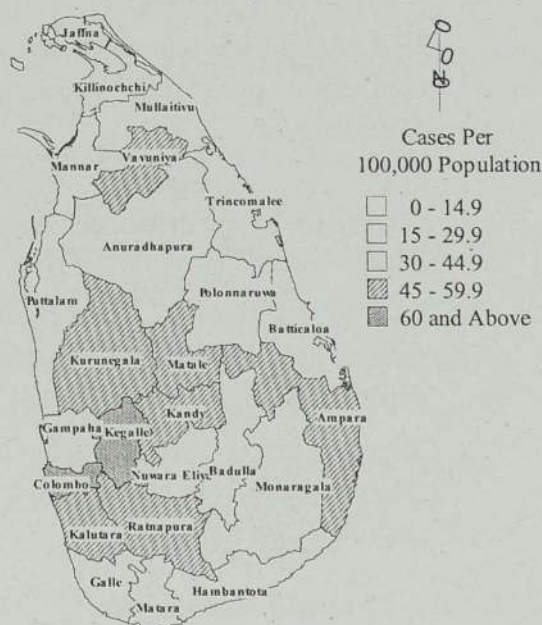 Jaffna
Killinochchi
Mullaitivu
Vavuniya
Mannar
Trincomalee
Anuradhapura
Puttalam
Polonnaruwa
Batticaloa
Kurunegala
Matale
Kandy
Ampara
Gampaha
Kegalle
Colombo
Nuwara Eliya
Badulla
Monaragala
Ratnapura
Kalutara
Galle
Matara
Hambantota
Cases Per
100,000 Population
0 - 14.9
15 - 29.9
30 - 44.9
45 - 59.9
60 and Above